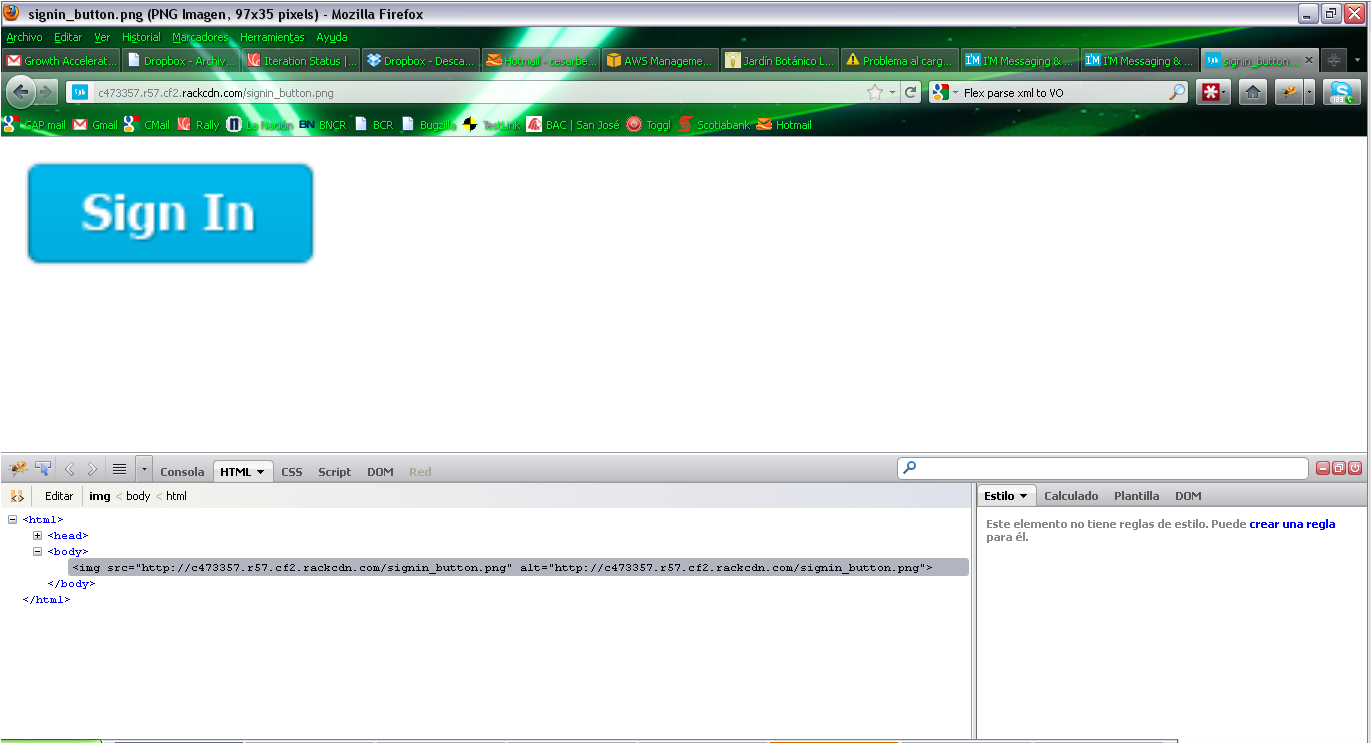 signin_button.png (PNG Imagen, 97x35 pixels) - Mozilla Firefox
Archivo Editar Ver Historial Marcadores Herramientas Ayuda
Growth Accelerat... Dropbox - Archiv... Iteration Status |... Dropbox - Desca... Hotmail - cesarbe... AWS Manageme... Jardín Botánico L... Problema al carg... I'M Messaging & ... I'M Messaging & ... signin_button...
c473357.r57.cf2.rackcdn.com/signin_button.png Flex parse xml to VO
GAP mail Gmail CMail Rally La Nación BNCR BCR Bugzilla TestLink BAC | San José Toggl Scotiabank Hotmail
Sign In
Consola HTML CSS Script DOM Red
Editar img < body < html
Estilo Calculado Plantilla DOM
<html>
<head>
<body>
<img src="http://c473357.r57.cf2.rackcdn.com/signin_button.png" alt="http://c473357.r57.cf2.rackcdn.com/signin_button.png">
</body>
</html>
Este elemento no tiene reglas de estilo. Puede crear una regla
para él.